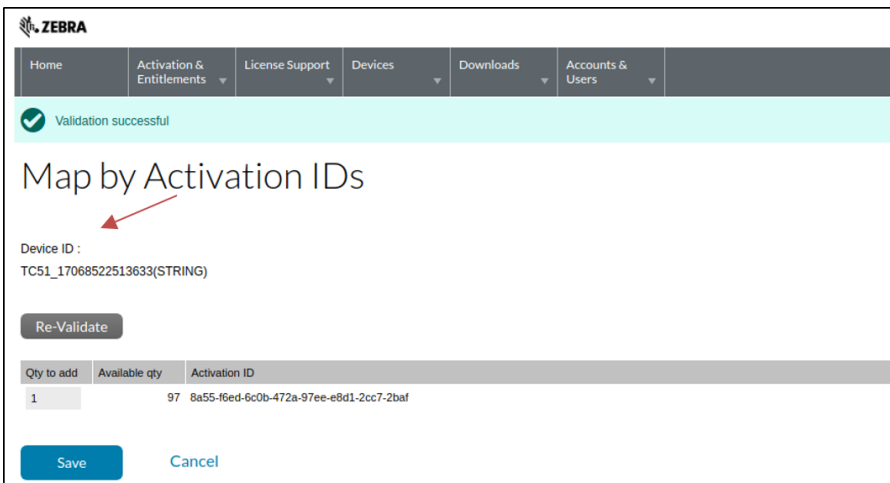 ZEBRA
Home
Activation &
Entitlements
License Support
Devices
Downloads
Accounts &
Users
Validation successful
Map by Activation IDs
Device ID :
TC51_17068522513633(STRING)
Re-Validate
Qty to add Available qty Activation ID
1 97 8a55-f6ed-6c0b-472a-97ee-e8d1-2cc7-2baf
Save Cancel